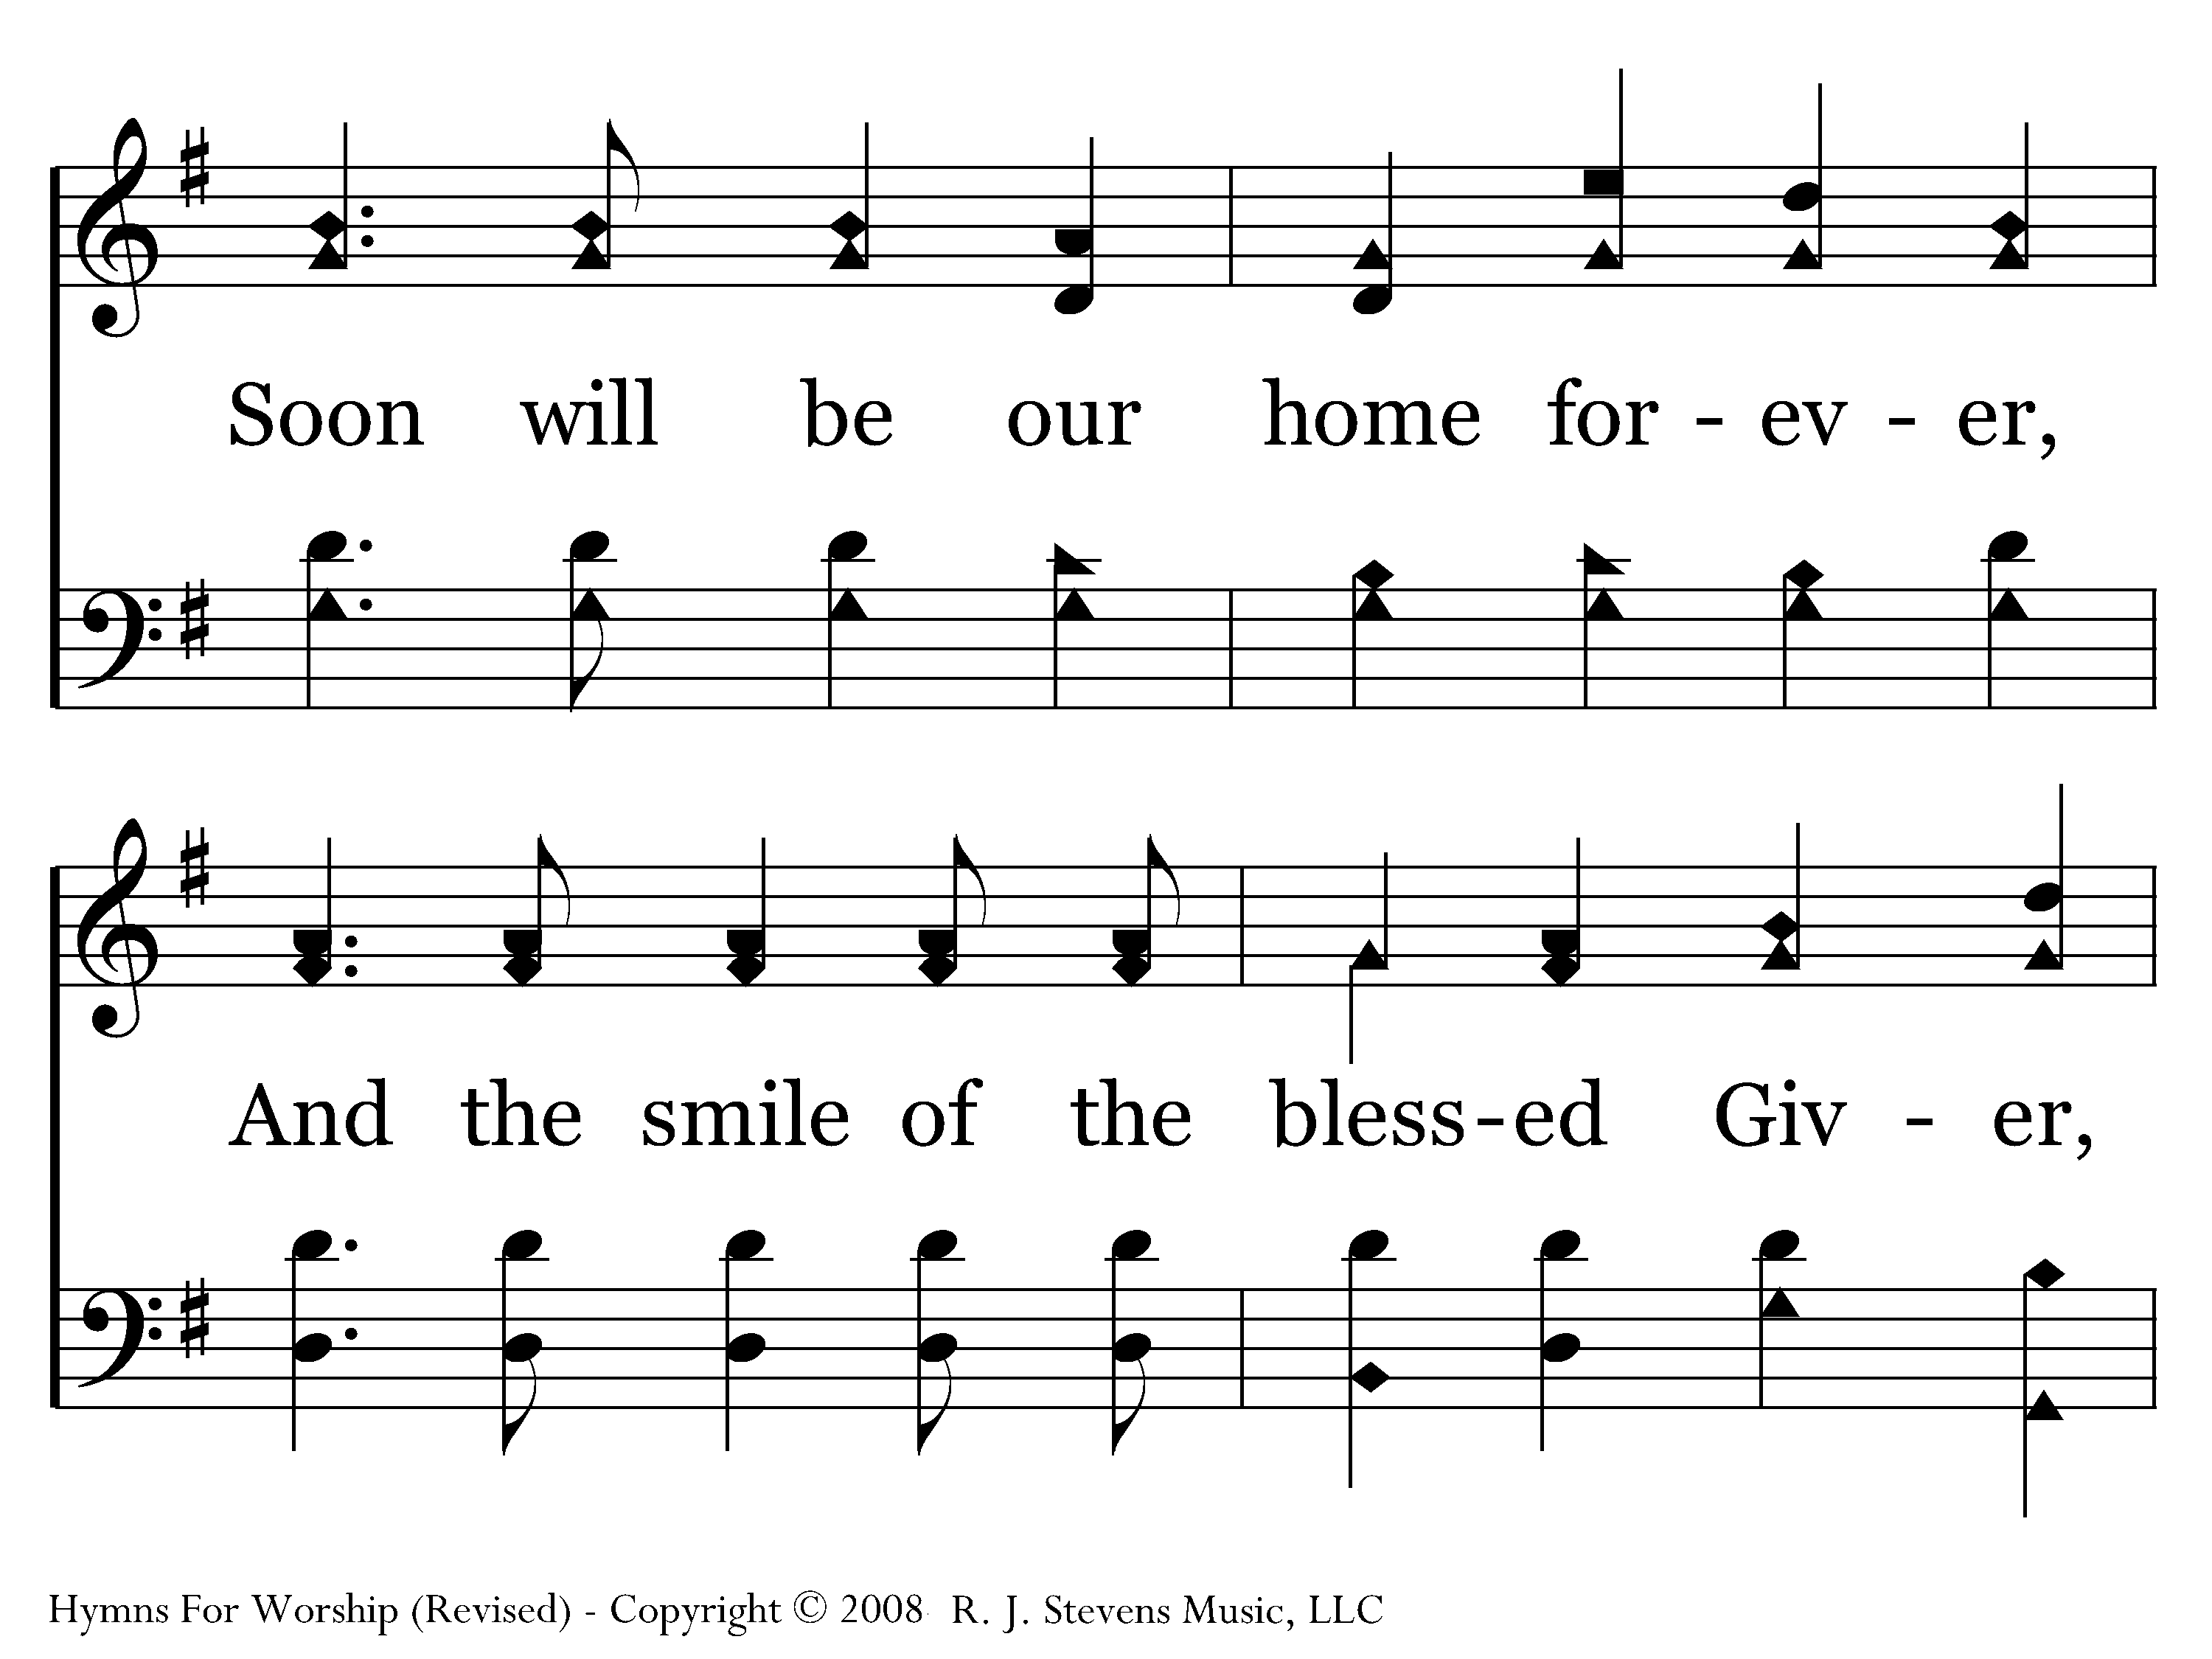 Soon will be our home for - ev - er,
And the smile of the bless - ed Giv - er,
Hymns For Worship (Revised) - Copyright © 2008 R. J. Stevens Music, LLC